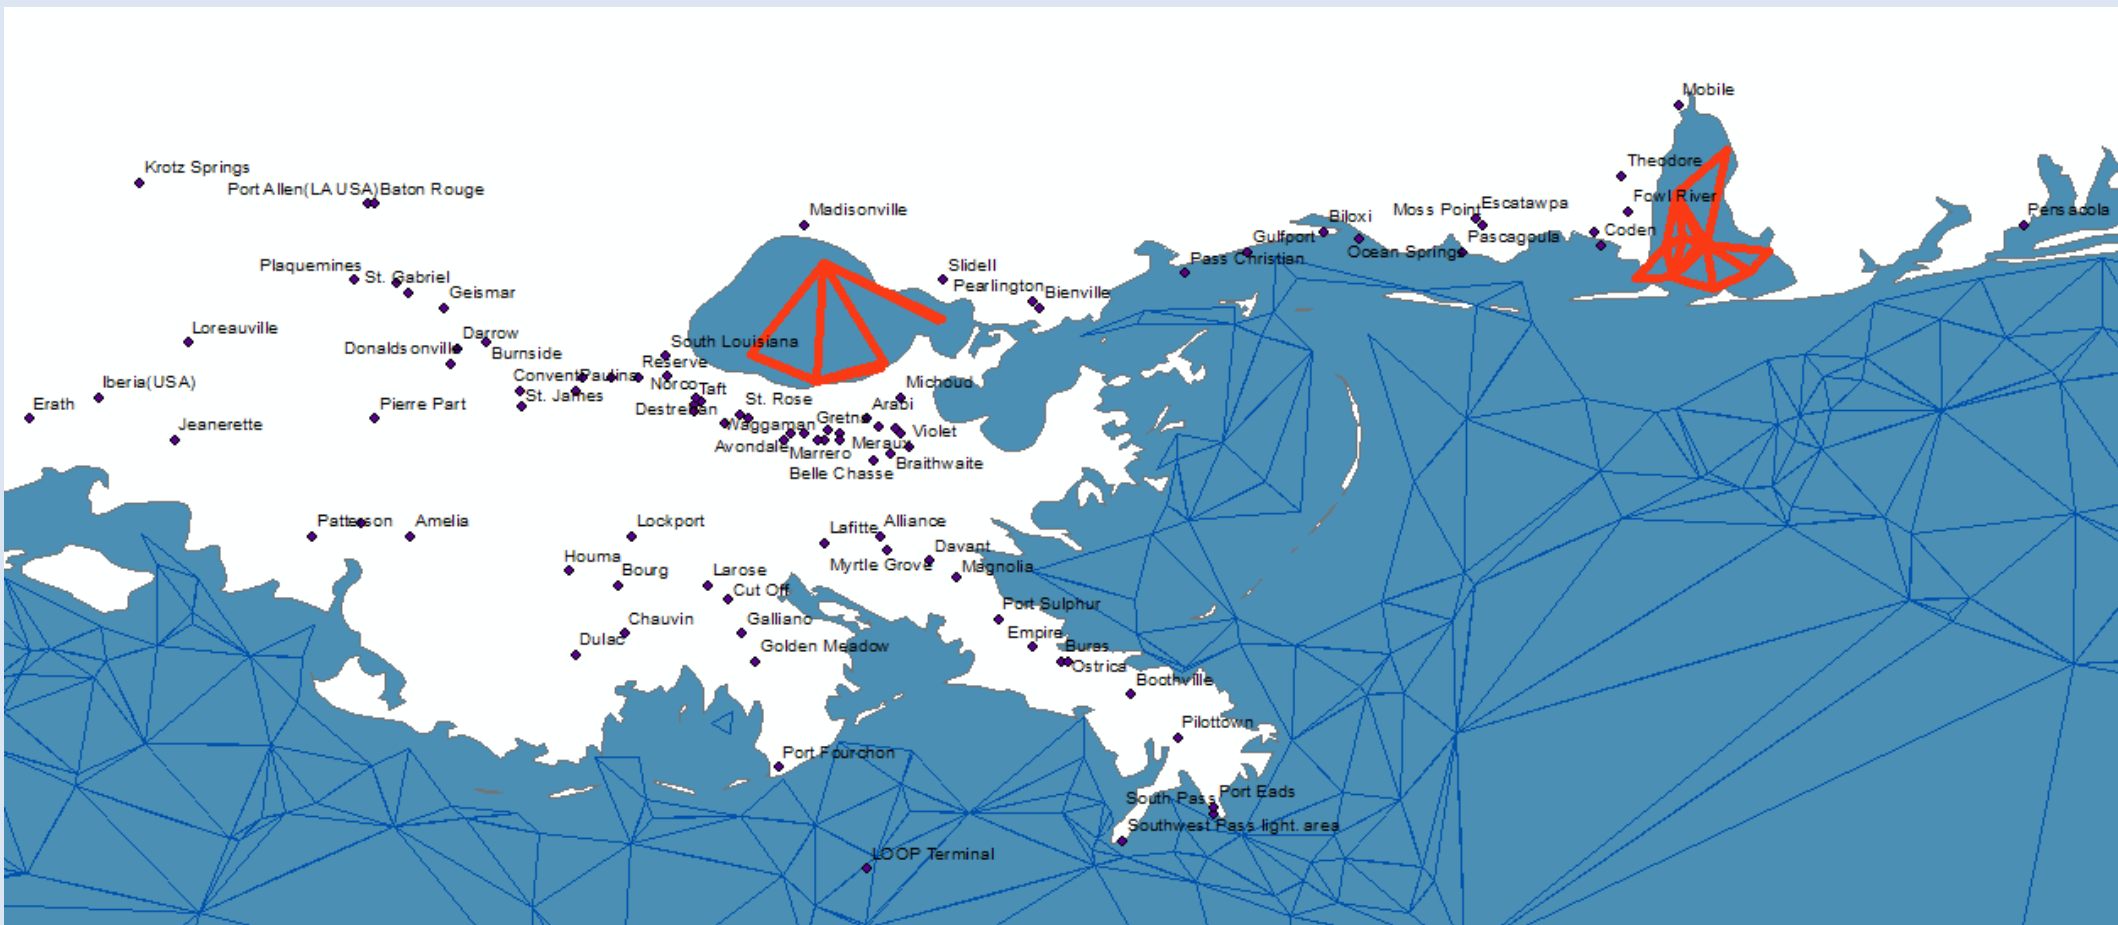 Mobile
Krotz Springs
Theodore
Port Allen(LA USA)
Baton Rouge
Fowl River
Madisonville
Moss Point
Escatawpa
Biloxi
Pensacola
Gulfport
Pascagoula
Coden
Ocean Springs
Pass Christian
Plaquemines
St. Gabriel
Slidell
Pearlington
Bienville
Geismar
Loreauville
Darrow
Donaldsonville
Burnside
South Louisiana
Reserve
Convent
Paulina
Norco
Taft
Iberia(USA)
Michoud
St. James
St. Rose
Erath
Pierre Part
Destrehan
Arabi
Gretna
Jeanerette
Waggaman
Violet
Avondale
Marrero
Meraux
Belle Chasse
Braithwaite
Patterson
Amelia
Lockport
Lafitte
Alliance
Davant
Houma
Bourg
Larose
Myrtle Grove
Magnolia
Cut Off
Port Sulphur
Chauvin
Galliano
Dulac
Golden Meadow
Empire
Buras
Ostrica
Boothville
Pilottown
Port Fourchon
South Pass
Port Eads
Southwest Pass light. area
LOOP Terminal